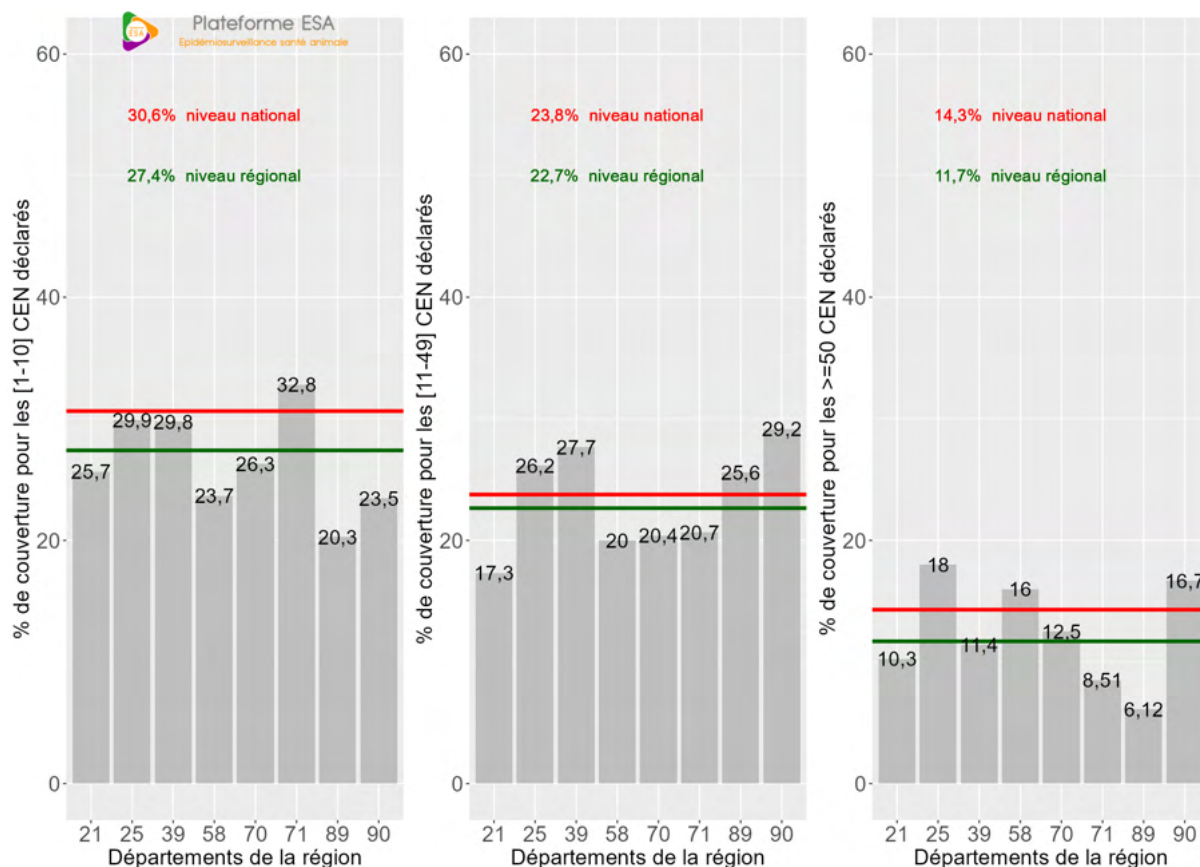 Plateforme ESA
ESA
Epidémiosurveillance santé animale
% de couverture pour les [1-10] CEN déclarés
60
40
20
0
30,6% niveau national
27,4% niveau régional
25,7
29,9
29,8
23,7
26,3
32,8
20,3
23,5
21 25 39 58 70 71 89 90
Départements de la région
% de couverture pour les [11-49] CEN déclarés
60
40
20
0
23,8% niveau national
22,7% niveau régional
17,3
26,2
27,7
20
20,4
20,7
25,6
29,2
21 25 39 58 70 71 89 90
Départements de la région
% de couverture pour les >=50 CEN déclarés
60
40
20
0
14,3% niveau national
11,7% niveau régional
10,3
18
11,4
16
12,5
8,51
6,12
16,7
21 25 39 58 70 71 89 90
Départements de la région